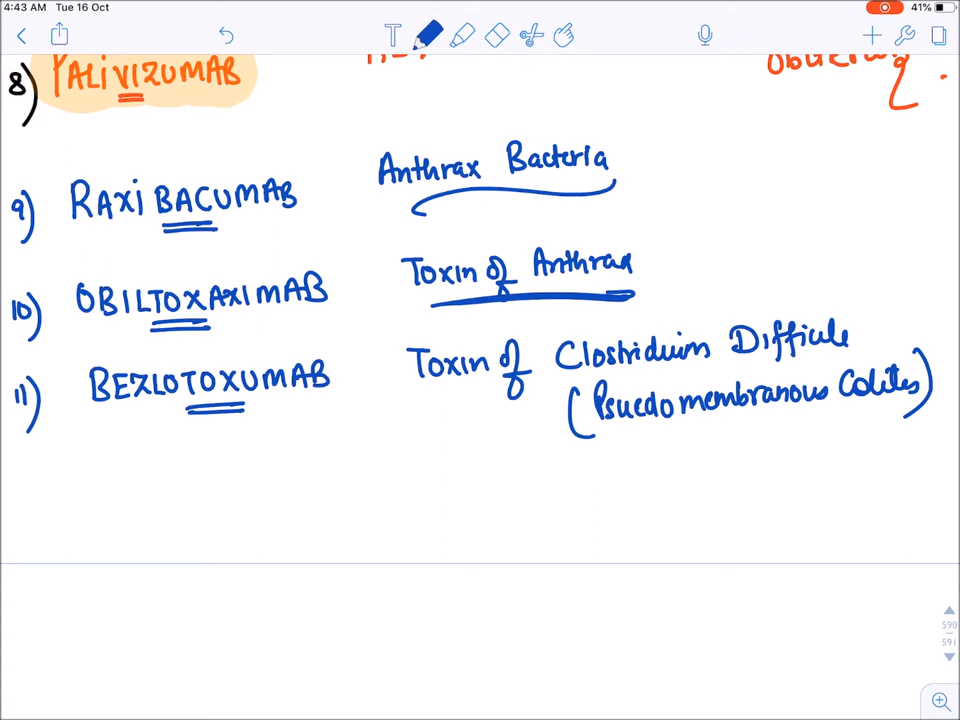 4:43 AM Tue 16 Oct 41%
T
8) PALIVIZUMAB
9) RAXIBACUMAB Anthrax Bacteria
10) OBILTOXAXIMAB Toxin of Anthrax
11) BEZLOTOXUMAB Toxin of Clostridium Difficile
(Psuedomembranous Colites)
590
591